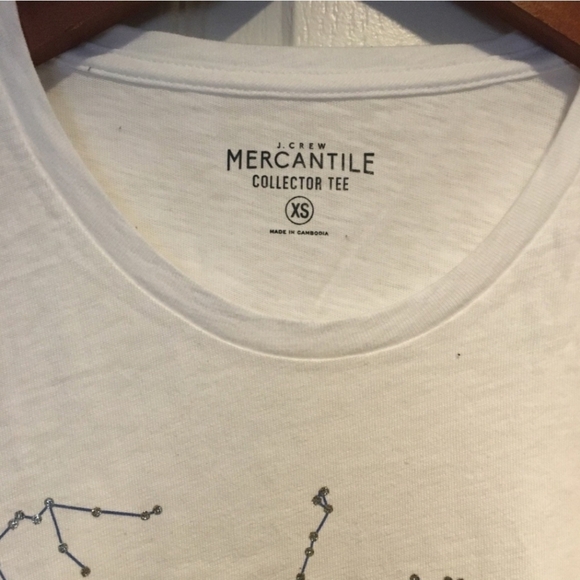 J.CREW
MERCANTILE
COLLECTOR TEE
XS
MADE IN CAMBODIA